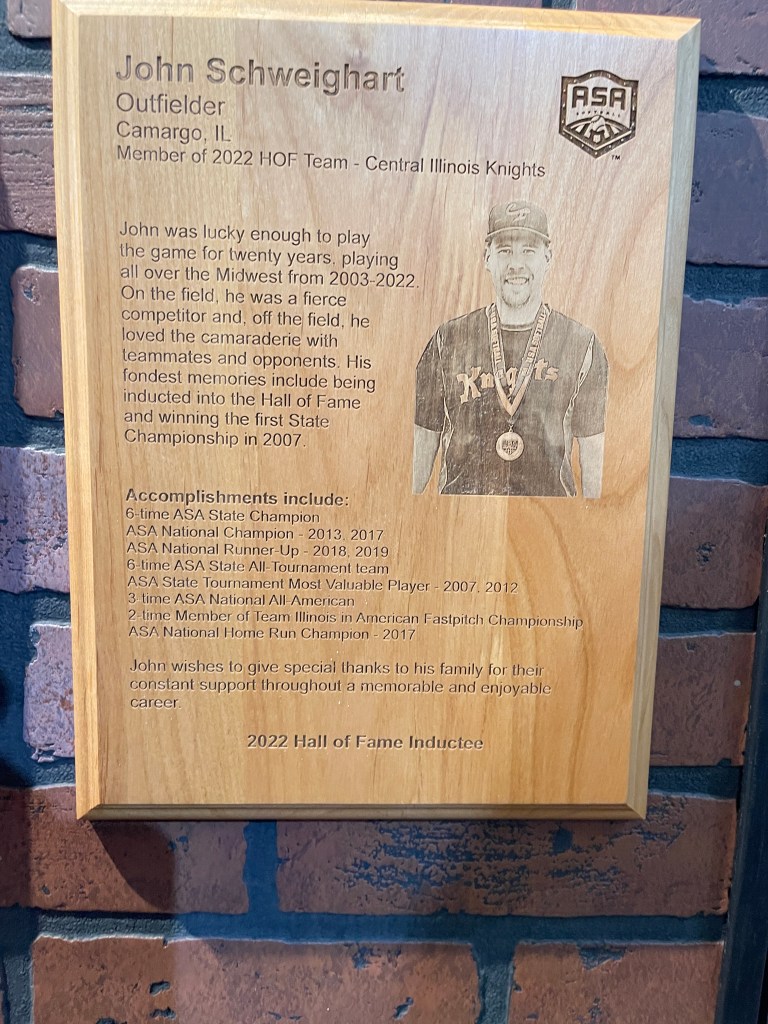 John Schweighart
Outfielder
Camargo, IL
Member of 2022 HOF Team - Central Illinois Knights
ASA
TM
John was lucky enough to play
the game for twenty years, playing
all over the Midwest from 2003-2022.
On the field, he was a fierce
competitor and, off the field, he
loved the camaraderie with
teammates and opponents. His
fondest memories include being
inducted into the Hall of Fame
and winning the first State
Championship in 2007.
Knights
Accomplishments include:
6-time ASA State Champion
ASA National Champion - 2013, 2017
ASA National Runner-Up - 2018, 2019
6-time ASA State All-Tournament team
ASA State Tournament Most Valuable Player - 2007, 2012
3-time ASA National All-American
2-time Member of Team Illinois in American Fastpitch Championship
ASA National Home Run Champion - 2017
John wishes to give special thanks to his family for their
constant support throughout a memorable and enjoyable
career.
2022 Hall of Fame Inductee